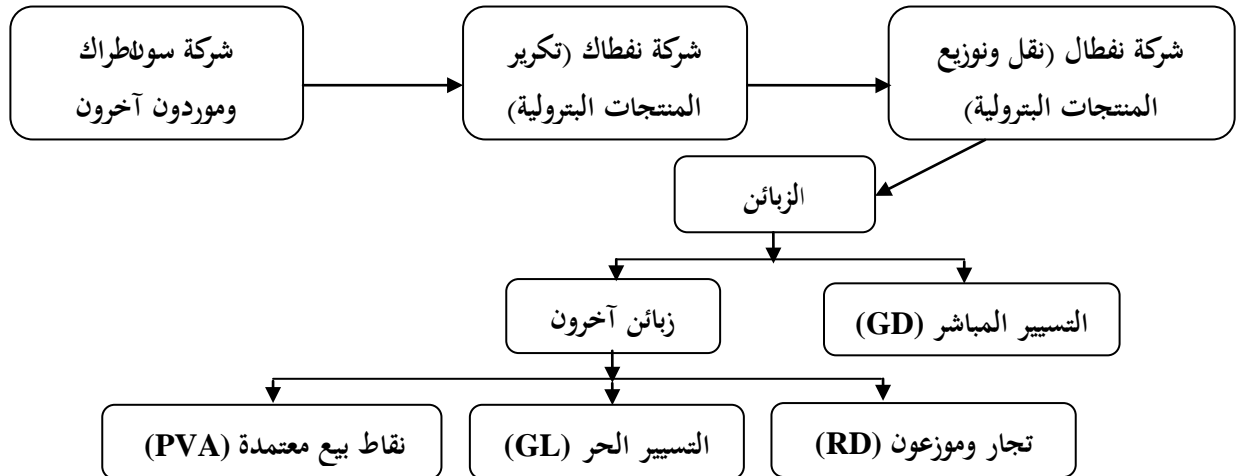 شركة سوناطراك
وموردون آخرون
شركة نفطاك (تكرير
المنتجات البترولية)
شركة نفطال (نقل ونوزيع
المنتجات البترولية)
الزبائن
زبائن آخرون
التسيير المباشر (GD)
نقاط بيع معتمدة (PVA)
التسيير الحر (GL)
تجار وموزعون (RD)